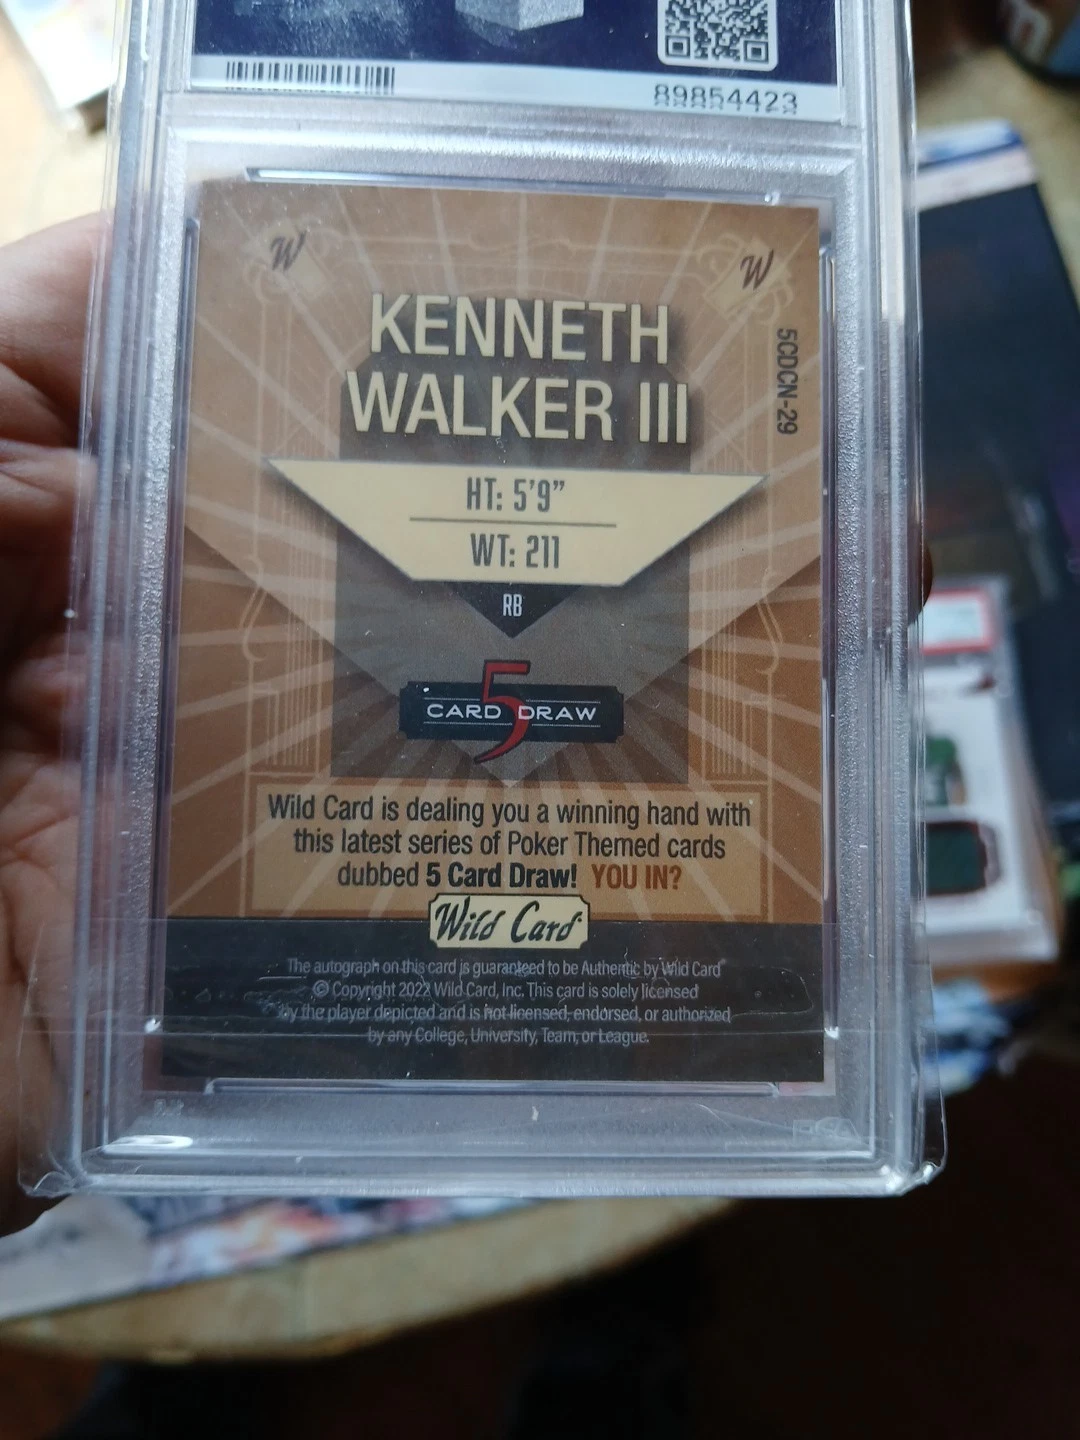 89854423
W
W
KENNETH
WALKER III
5CDCN-29
HT: 5'9"
WT: 211
RB
5
CARD DRAW
Wild Card is dealing you a winning hand with
this latest series of Poker Themed cards
dubbed 5 Card Draw! YOU IN?
Wild Card
The autograph on this card is guaranteed to be Authentic by Wild Card
© Copyright 2022 Wild Card, Inc. This card is solely licensed
by the player depicted and is not licensed, endorsed, or authorized
by any College, University, Team, or League.
PSA